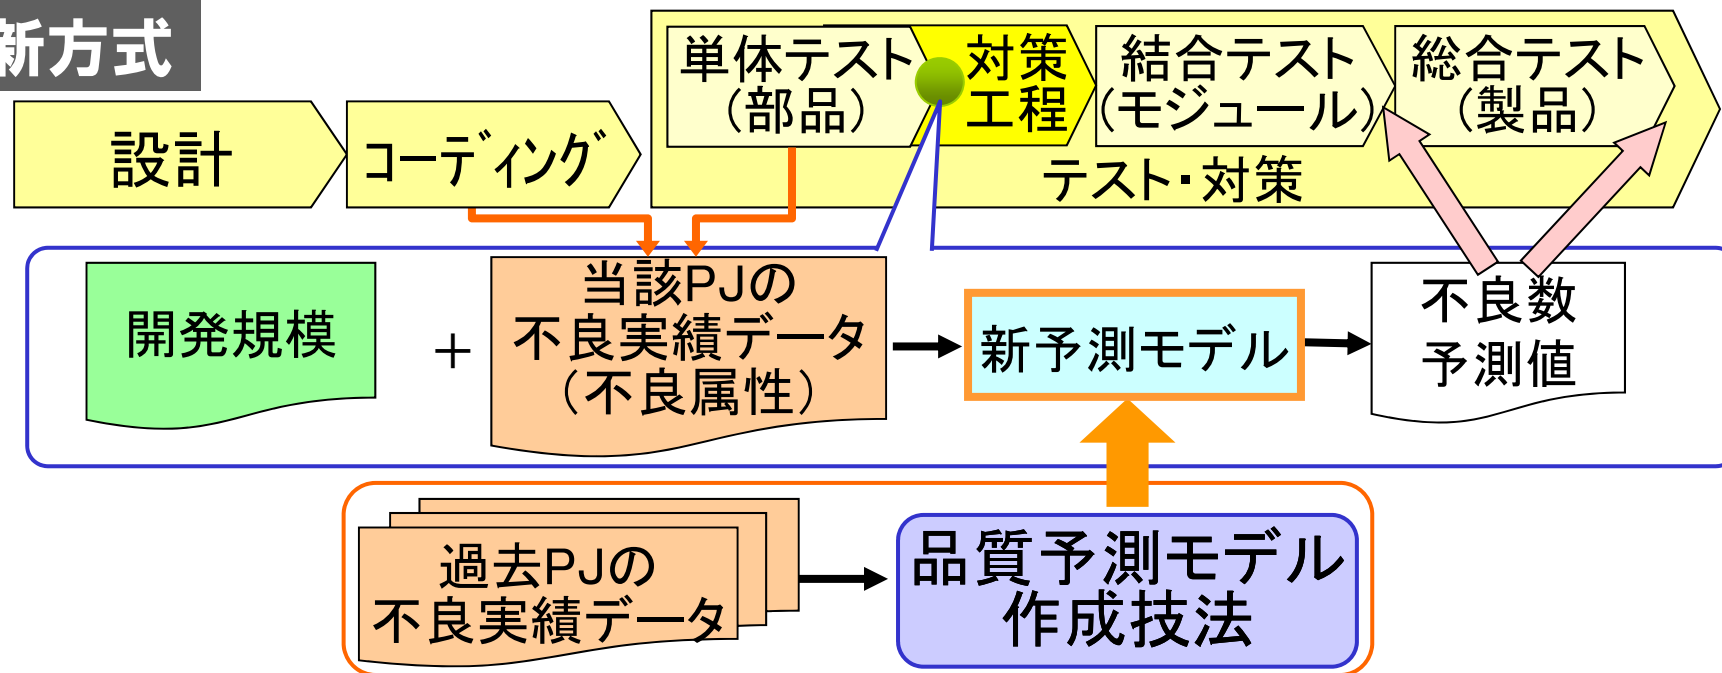 新方式
設計
コーディング
単体テスト
（部品）
対策
工程
結合テスト
（モジュール）
総合テスト
（製品）
テスト・対策
開発規模
＋
当該PJの
不良実績データ
（不良属性）
新予測モデル
不良数
予測値
過去PJの
不良実績データ
品質予測モデル
作成技法